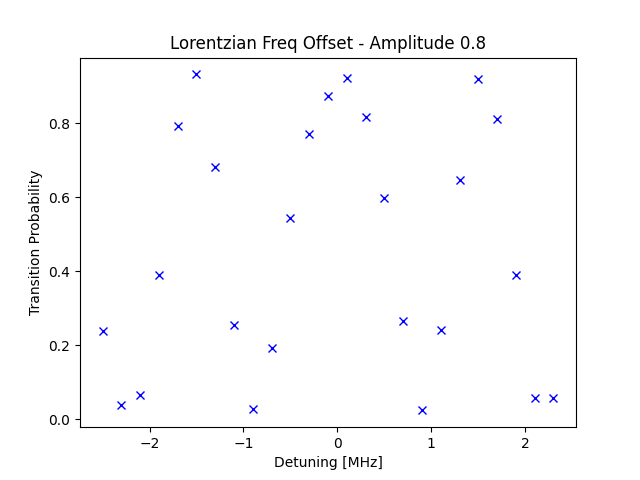 Lorentzian Freq Offset - Amplitude 0.8
Transition Probability
0.8
0.6
0.4
0.2
0.0
−2 −1 0 1 2
Detuning [MHz]